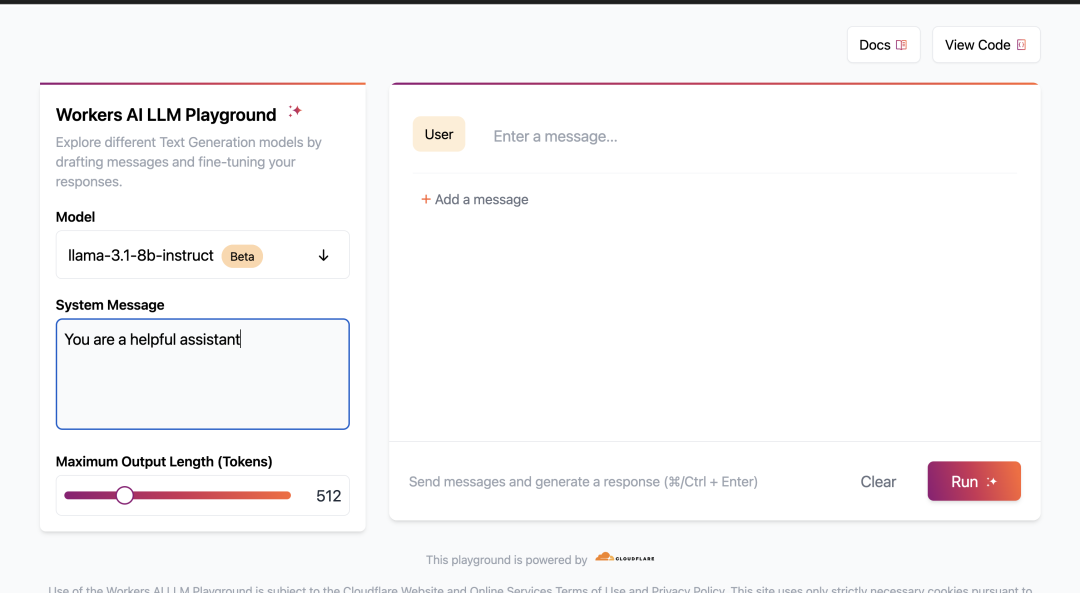 Docs
View Code
Workers AI LLM Playground
Explore different Text Generation models by
drafting messages and fine-tuning your
responses.
Model
llama-3.1-8b-instruct Beta
System Message
You are a helpful assistant
Maximum Output Length (Tokens)
512
User Enter a message...
+ Add a message
Send messages and generate a response (⌘/Ctrl + Enter) Clear Run
This playground is powered by CLOUDFLARE
Use of the Workers AI LLM Playground is subject to the Cloudflare Website and Online Services Terms of Use and Privacy Policy. This site uses only strictly necessary cookies pursuant to